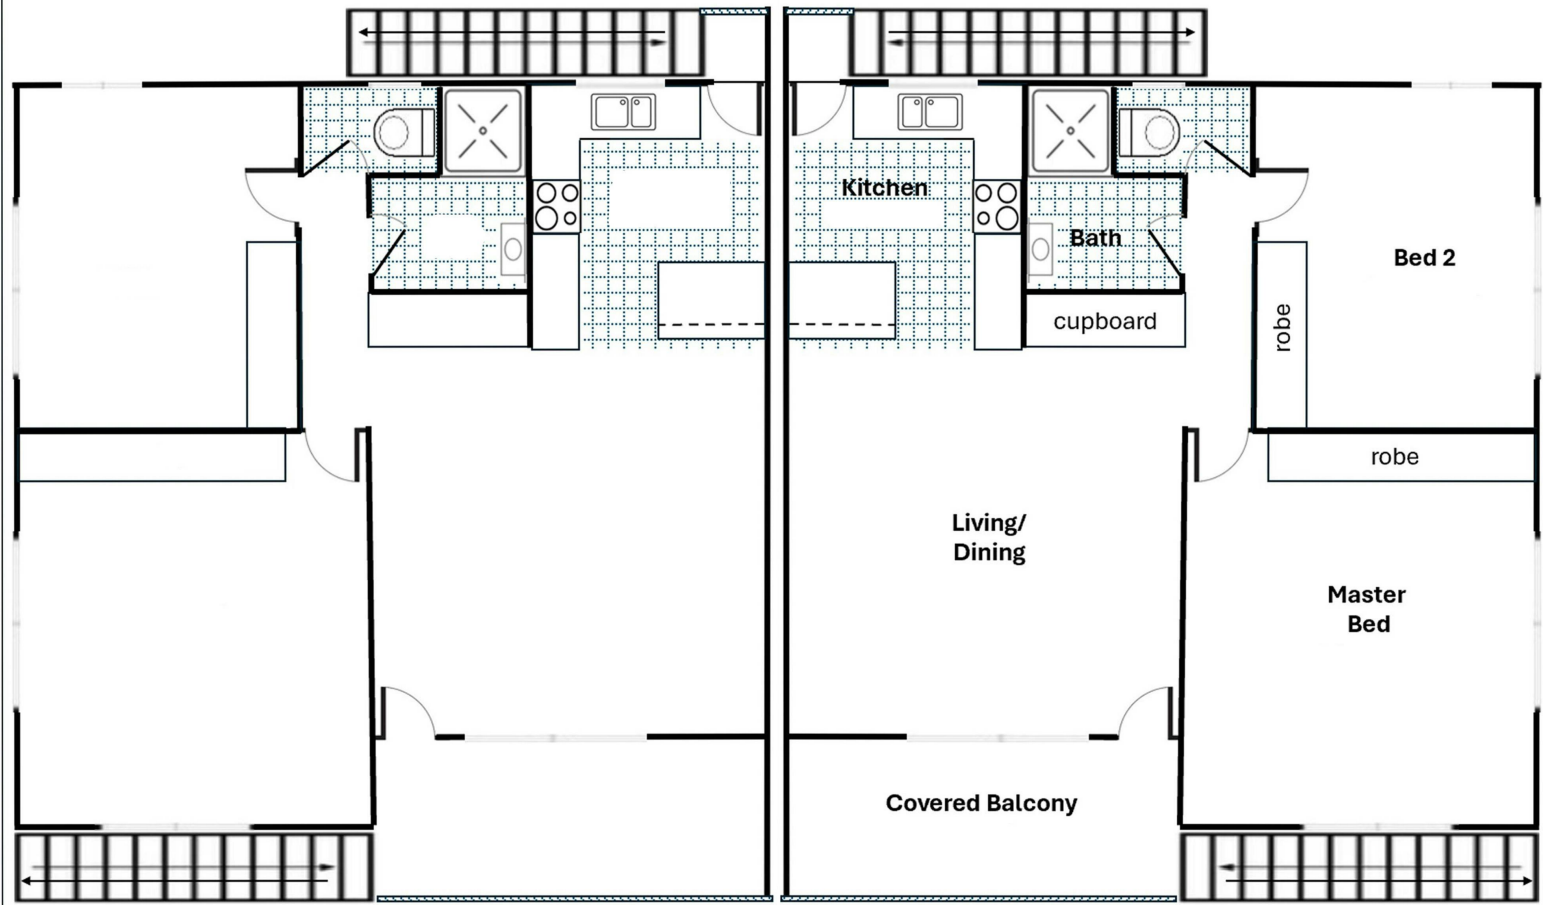 Kitchen
Bath
Bed 2
cupboard
robe
robe
Living/
Dining
Master
Bed
Covered Balcony